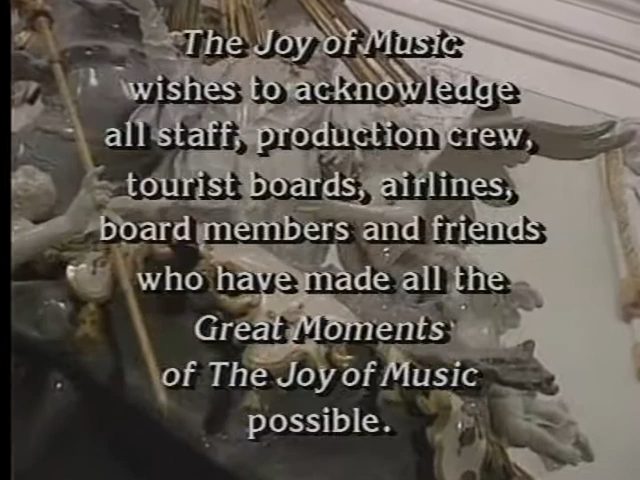 The Joy of Music
wishes to acknowledge
all staff, production crew,
tourist boards, airlines,
board members and friends
who have made all the
Great Moments
of The Joy of Music
possible.